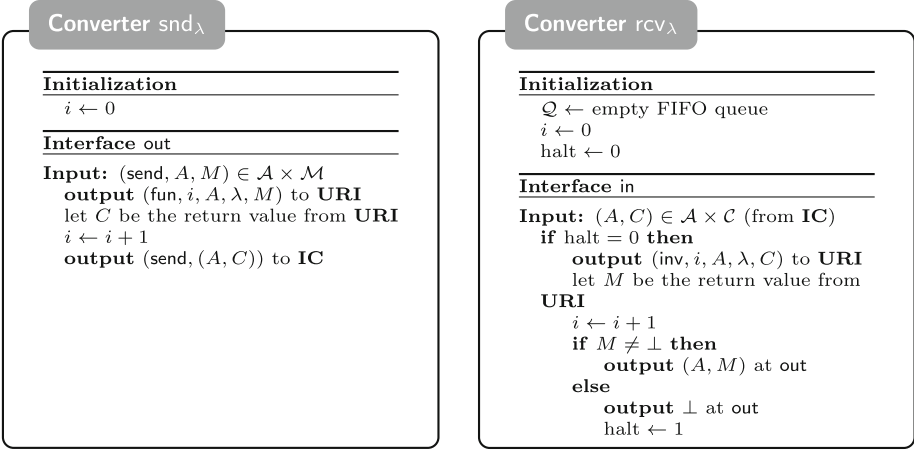 Converter snd_λ
Initialization
i ← 0
Interface out
Input: (send, A, M) ∈ 𝒜 × ℳ
output (fun, i, A, λ, M) to URI
let C be the return value from URI
i ← i + 1
output (send, (A, C)) to IC
Converter rcv_λ
Initialization
𝒬 ← empty FIFO queue
i ← 0
halt ← 0
Interface in
Input: (A, C) ∈ 𝒜 × 𝒞 (from IC)
if halt = 0 then
output (inv, i, A, λ, C) to URI
let M be the return value from
URI
i ← i + 1
if M ≠ ⊥ then
output (A, M) at out
else
output ⊥ at out
halt ← 1